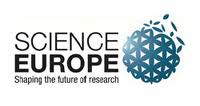 SCIENCE
EUROPE
Shaping the future of research